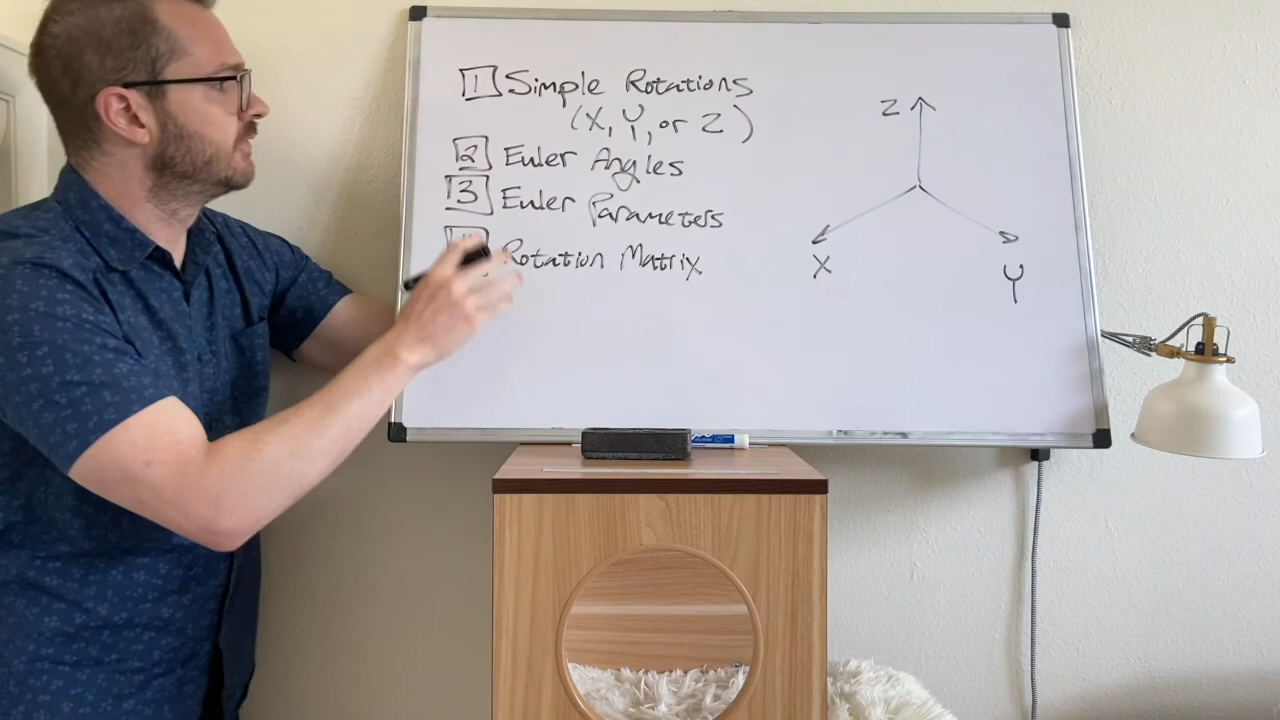 1 Simple Rotations
(X, Y, or Z)
2 Euler Angles
3 Euler Parameters
Rotation Matrix
Z
X
Y